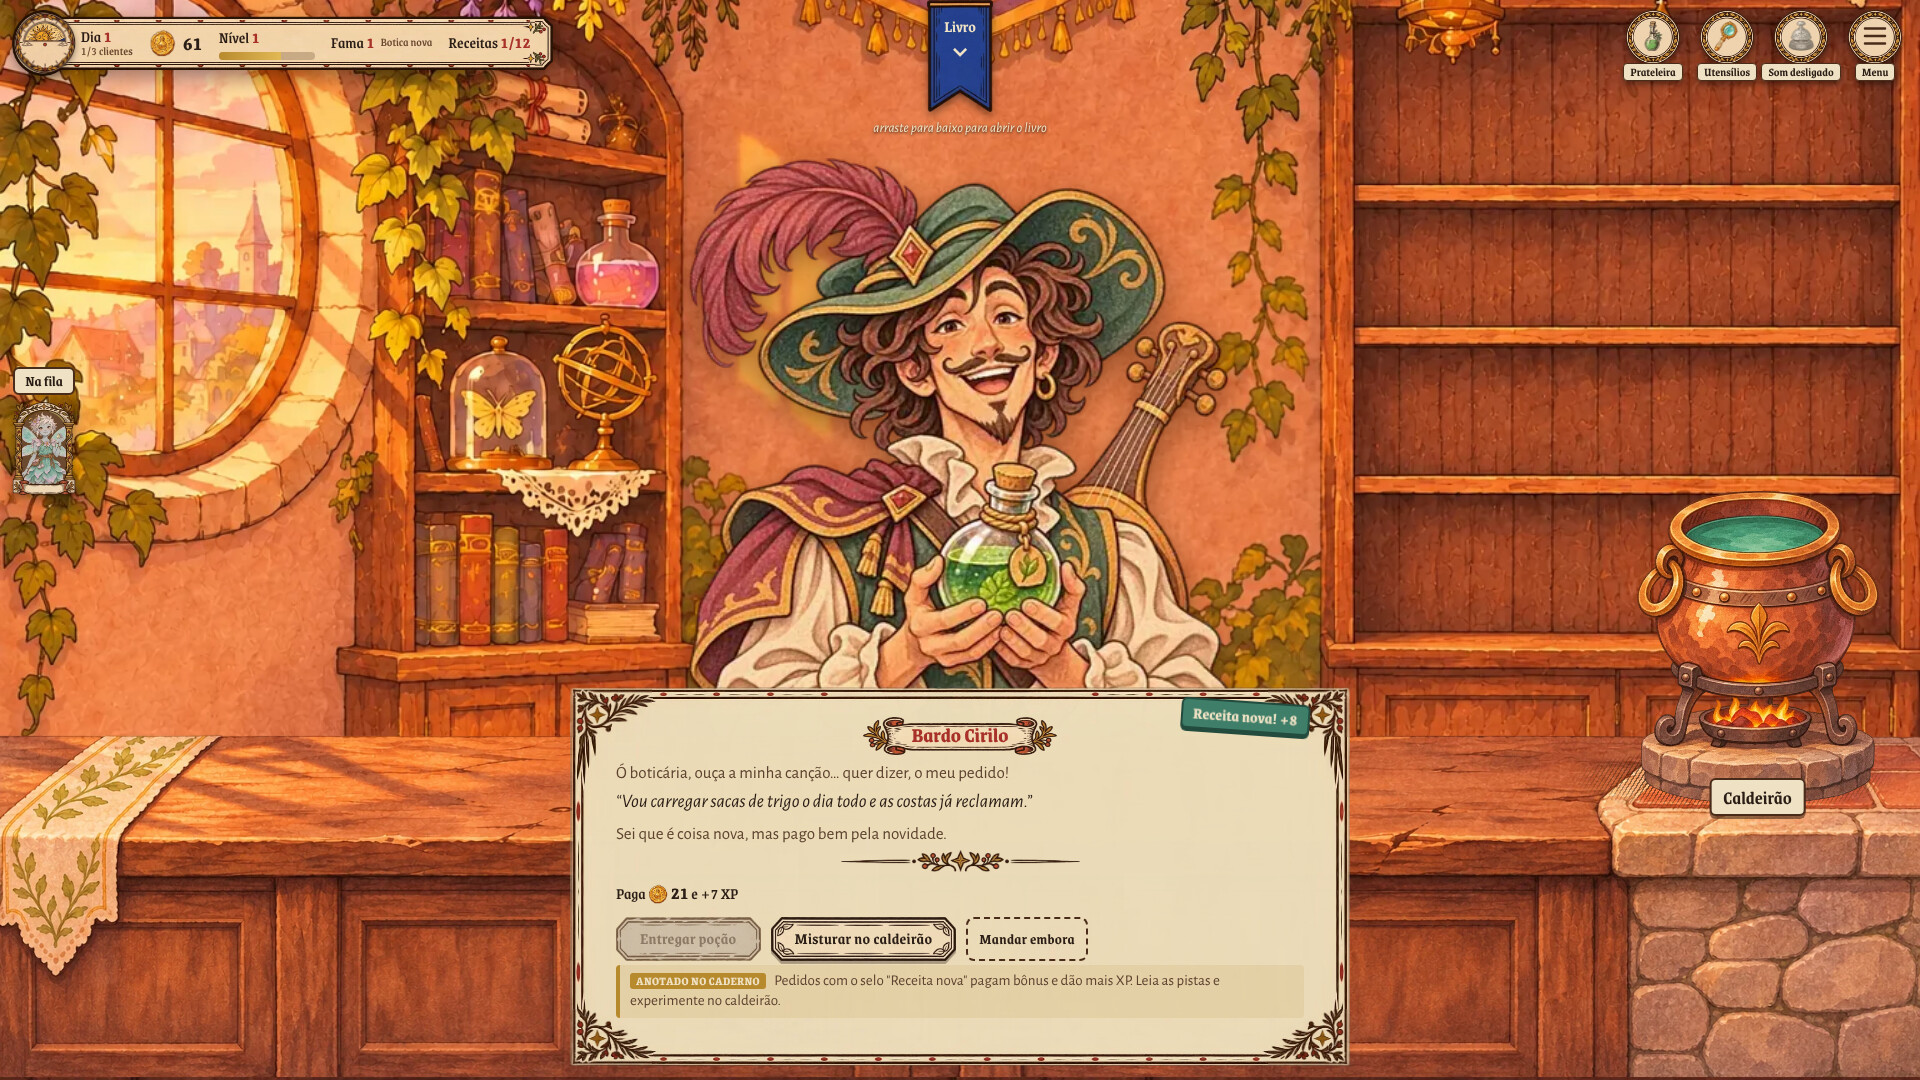 Dia 1
1/3 clientes
61
Nível 1
Fama 1 Botica nova
Receitas 1/12
Livro
arraste para baixo para abrir o livro
Prateleira
Utensílios
Som desligado
Menu
Na fila
Receita nova! +8
Bardo Cirilo
Ó boticária, ouça a minha canção... quer dizer, o meu pedido!
“Vou carregar sacas de trigo o dia todo e as costas já reclamam.”
Sei que é coisa nova, mas pago bem pela novidade.
Paga 21 e +7 XP
Entregar poção
Misturar no caldeirão
Mandar embora
ANOTADO NO CADERNO Pedidos com o selo "Receita nova" pagam bônus e dão mais XP. Leia as pistas e
experimente no caldeirão.
Caldeirão